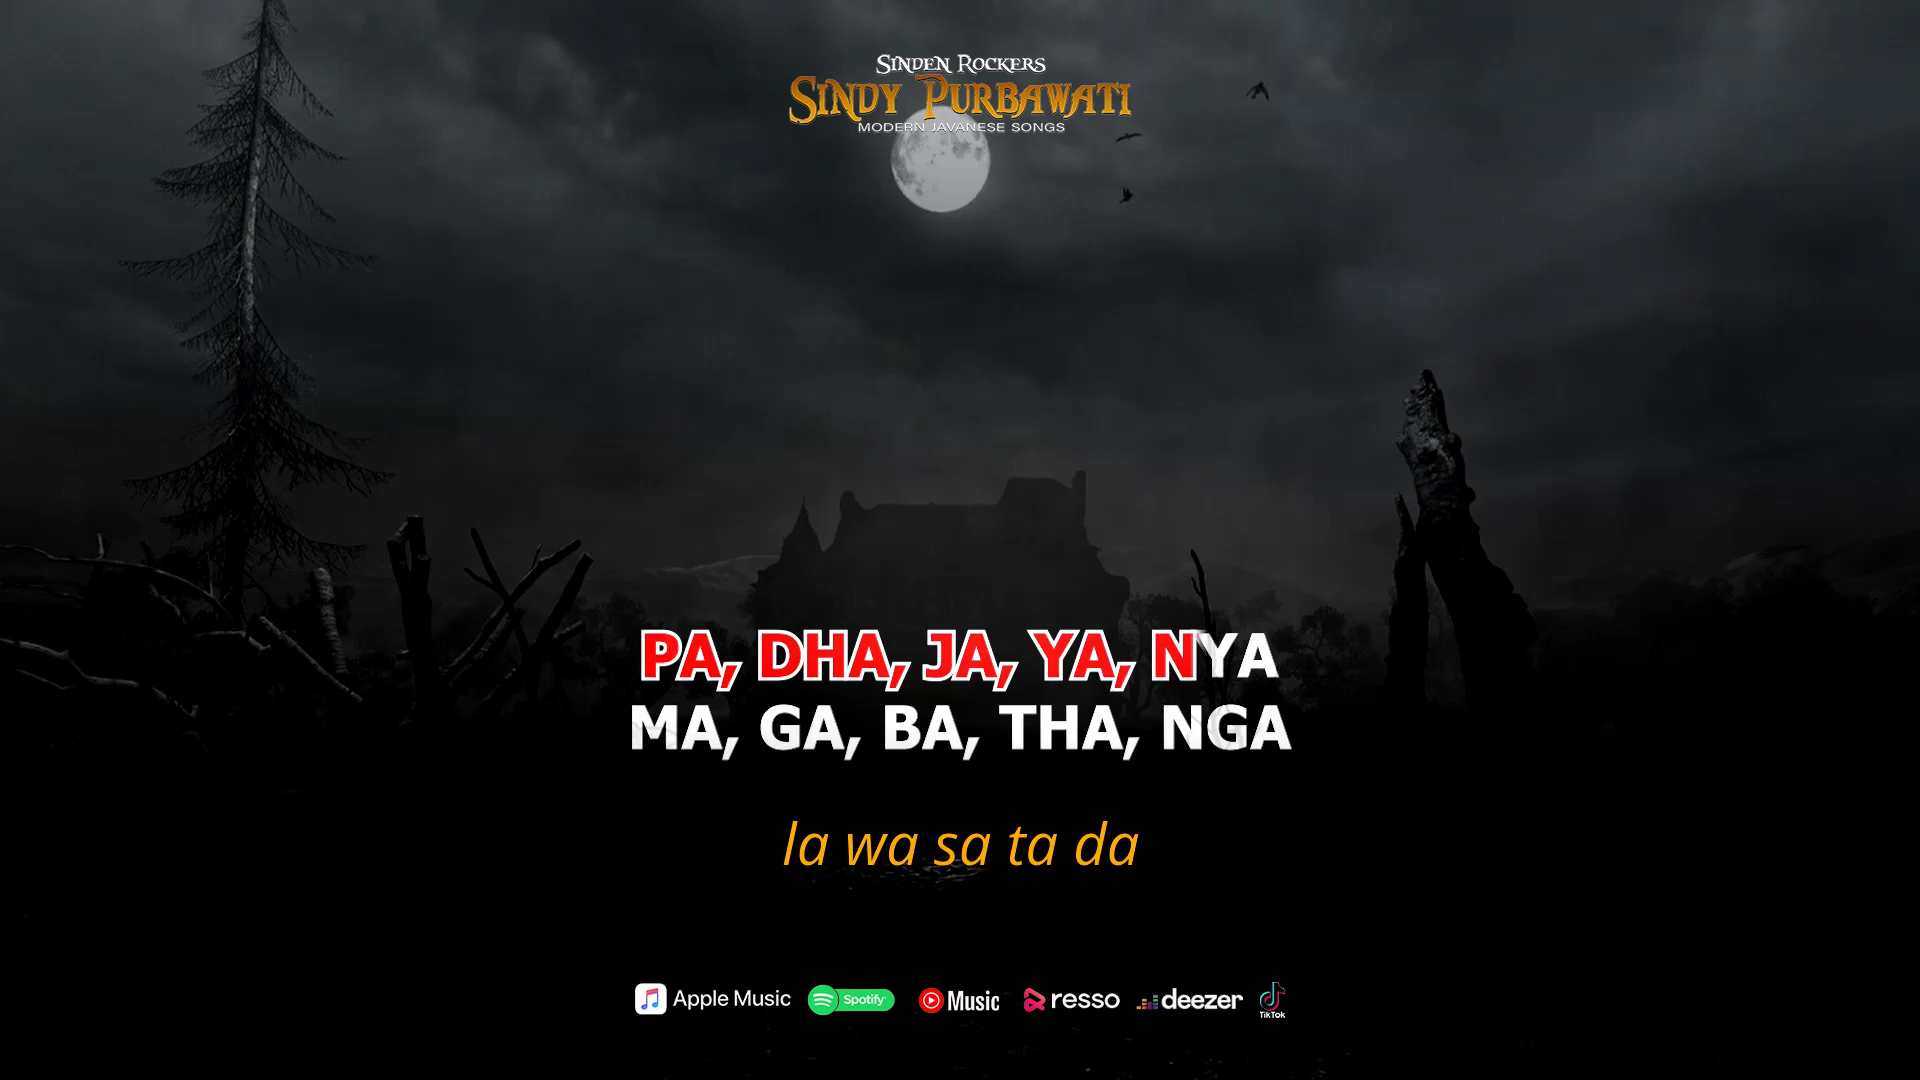 SINDEN ROCKERS
SINDY PURBAWATI
MODERN JAVANESE SONGS
PA, DHA, JA, YA, NYA
MA, GA, BA, THA, NGA
la wa sa ta da
Apple Music Spotify Music resso deezer TikTok